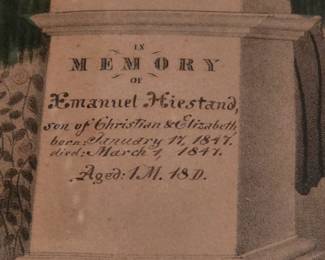 IN
MEMORY
OF
Emanuel Hiestand,
son of Christian & Elizabeth,
born: January 17, 1847.
died: March 4, 1847.
Aged: 1 M. 18 D.